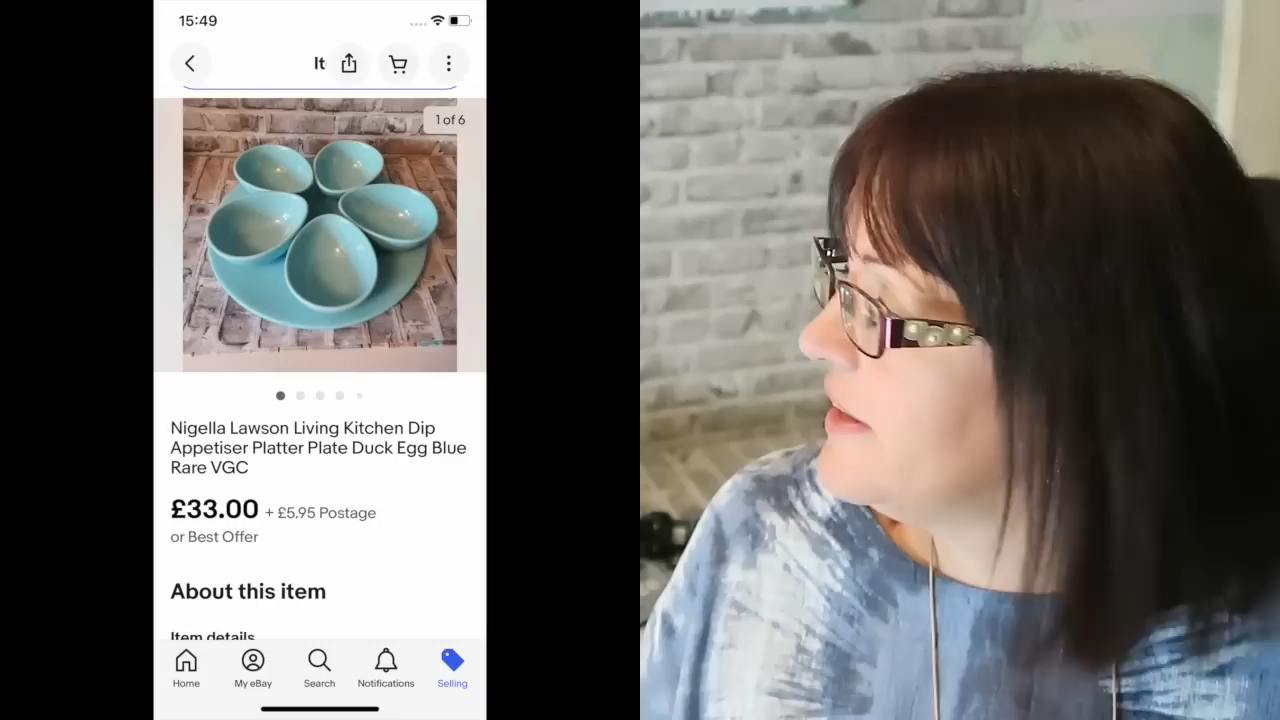 15:49
It
1 of 6
Nigella Lawson Living Kitchen Dip
Appetiser Platter Plate Duck Egg Blue
Rare VGC
£33.00 + £5.95 Postage
or Best Offer
About this item
Item details
Home
My eBay
Search
Notifications
Selling